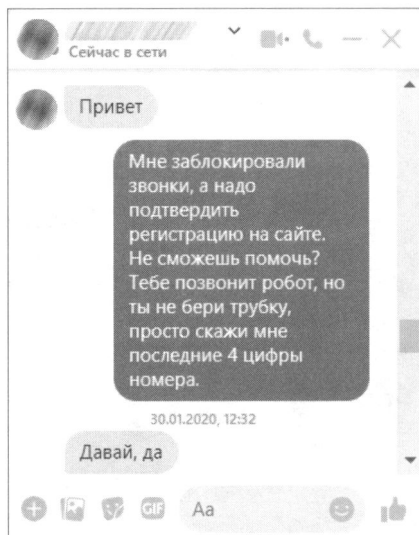 Сейчас в сети
Привет
Мне заблокировали
звонки, а надо
подтвердить
регистрацию на сайте.
Не сможешь помочь?
Тебе позвонит робот, но
ты не бери трубку,
просто скажи мне
последние 4 цифры
номера.
30.01.2020, 12:32
Давай, да
GIF
Aa